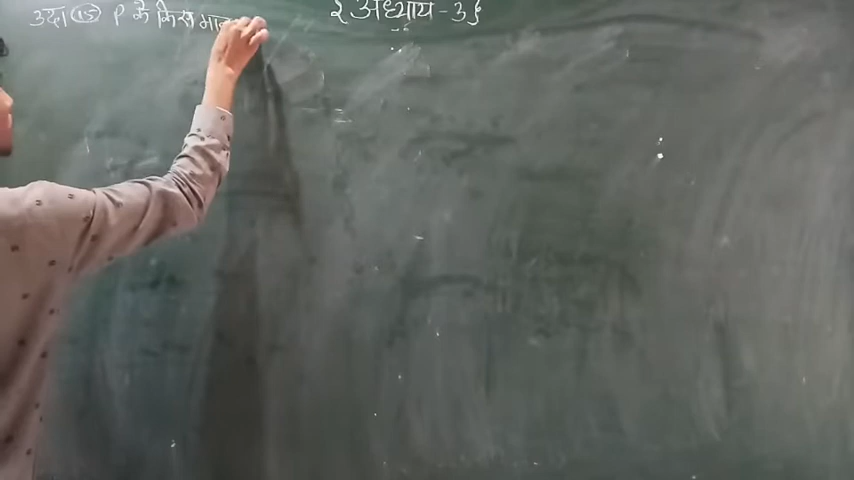 { अध्याय - 3 }
उदा॰ (15) P के किस मान